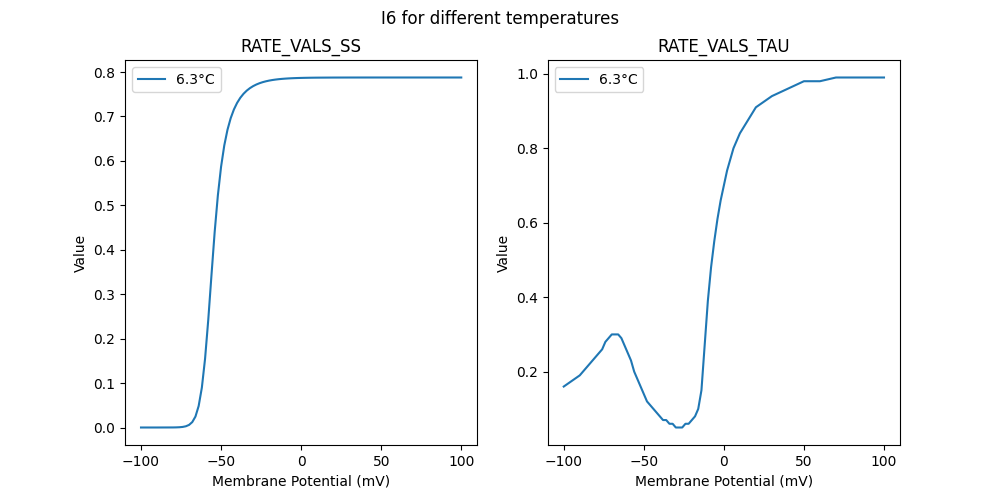 I6 for different temperatures
RATE_VALS_SS
RATE_VALS_TAU
6.3°C
6.3°C
Value
0.8
0.7
0.6
0.5
0.4
0.3
0.2
0.1
0.0
−100
−50
0
50
100
Membrane Potential (mV)
Value
1.0
0.8
0.6
0.4
0.2
−100
−50
0
50
100
Membrane Potential (mV)